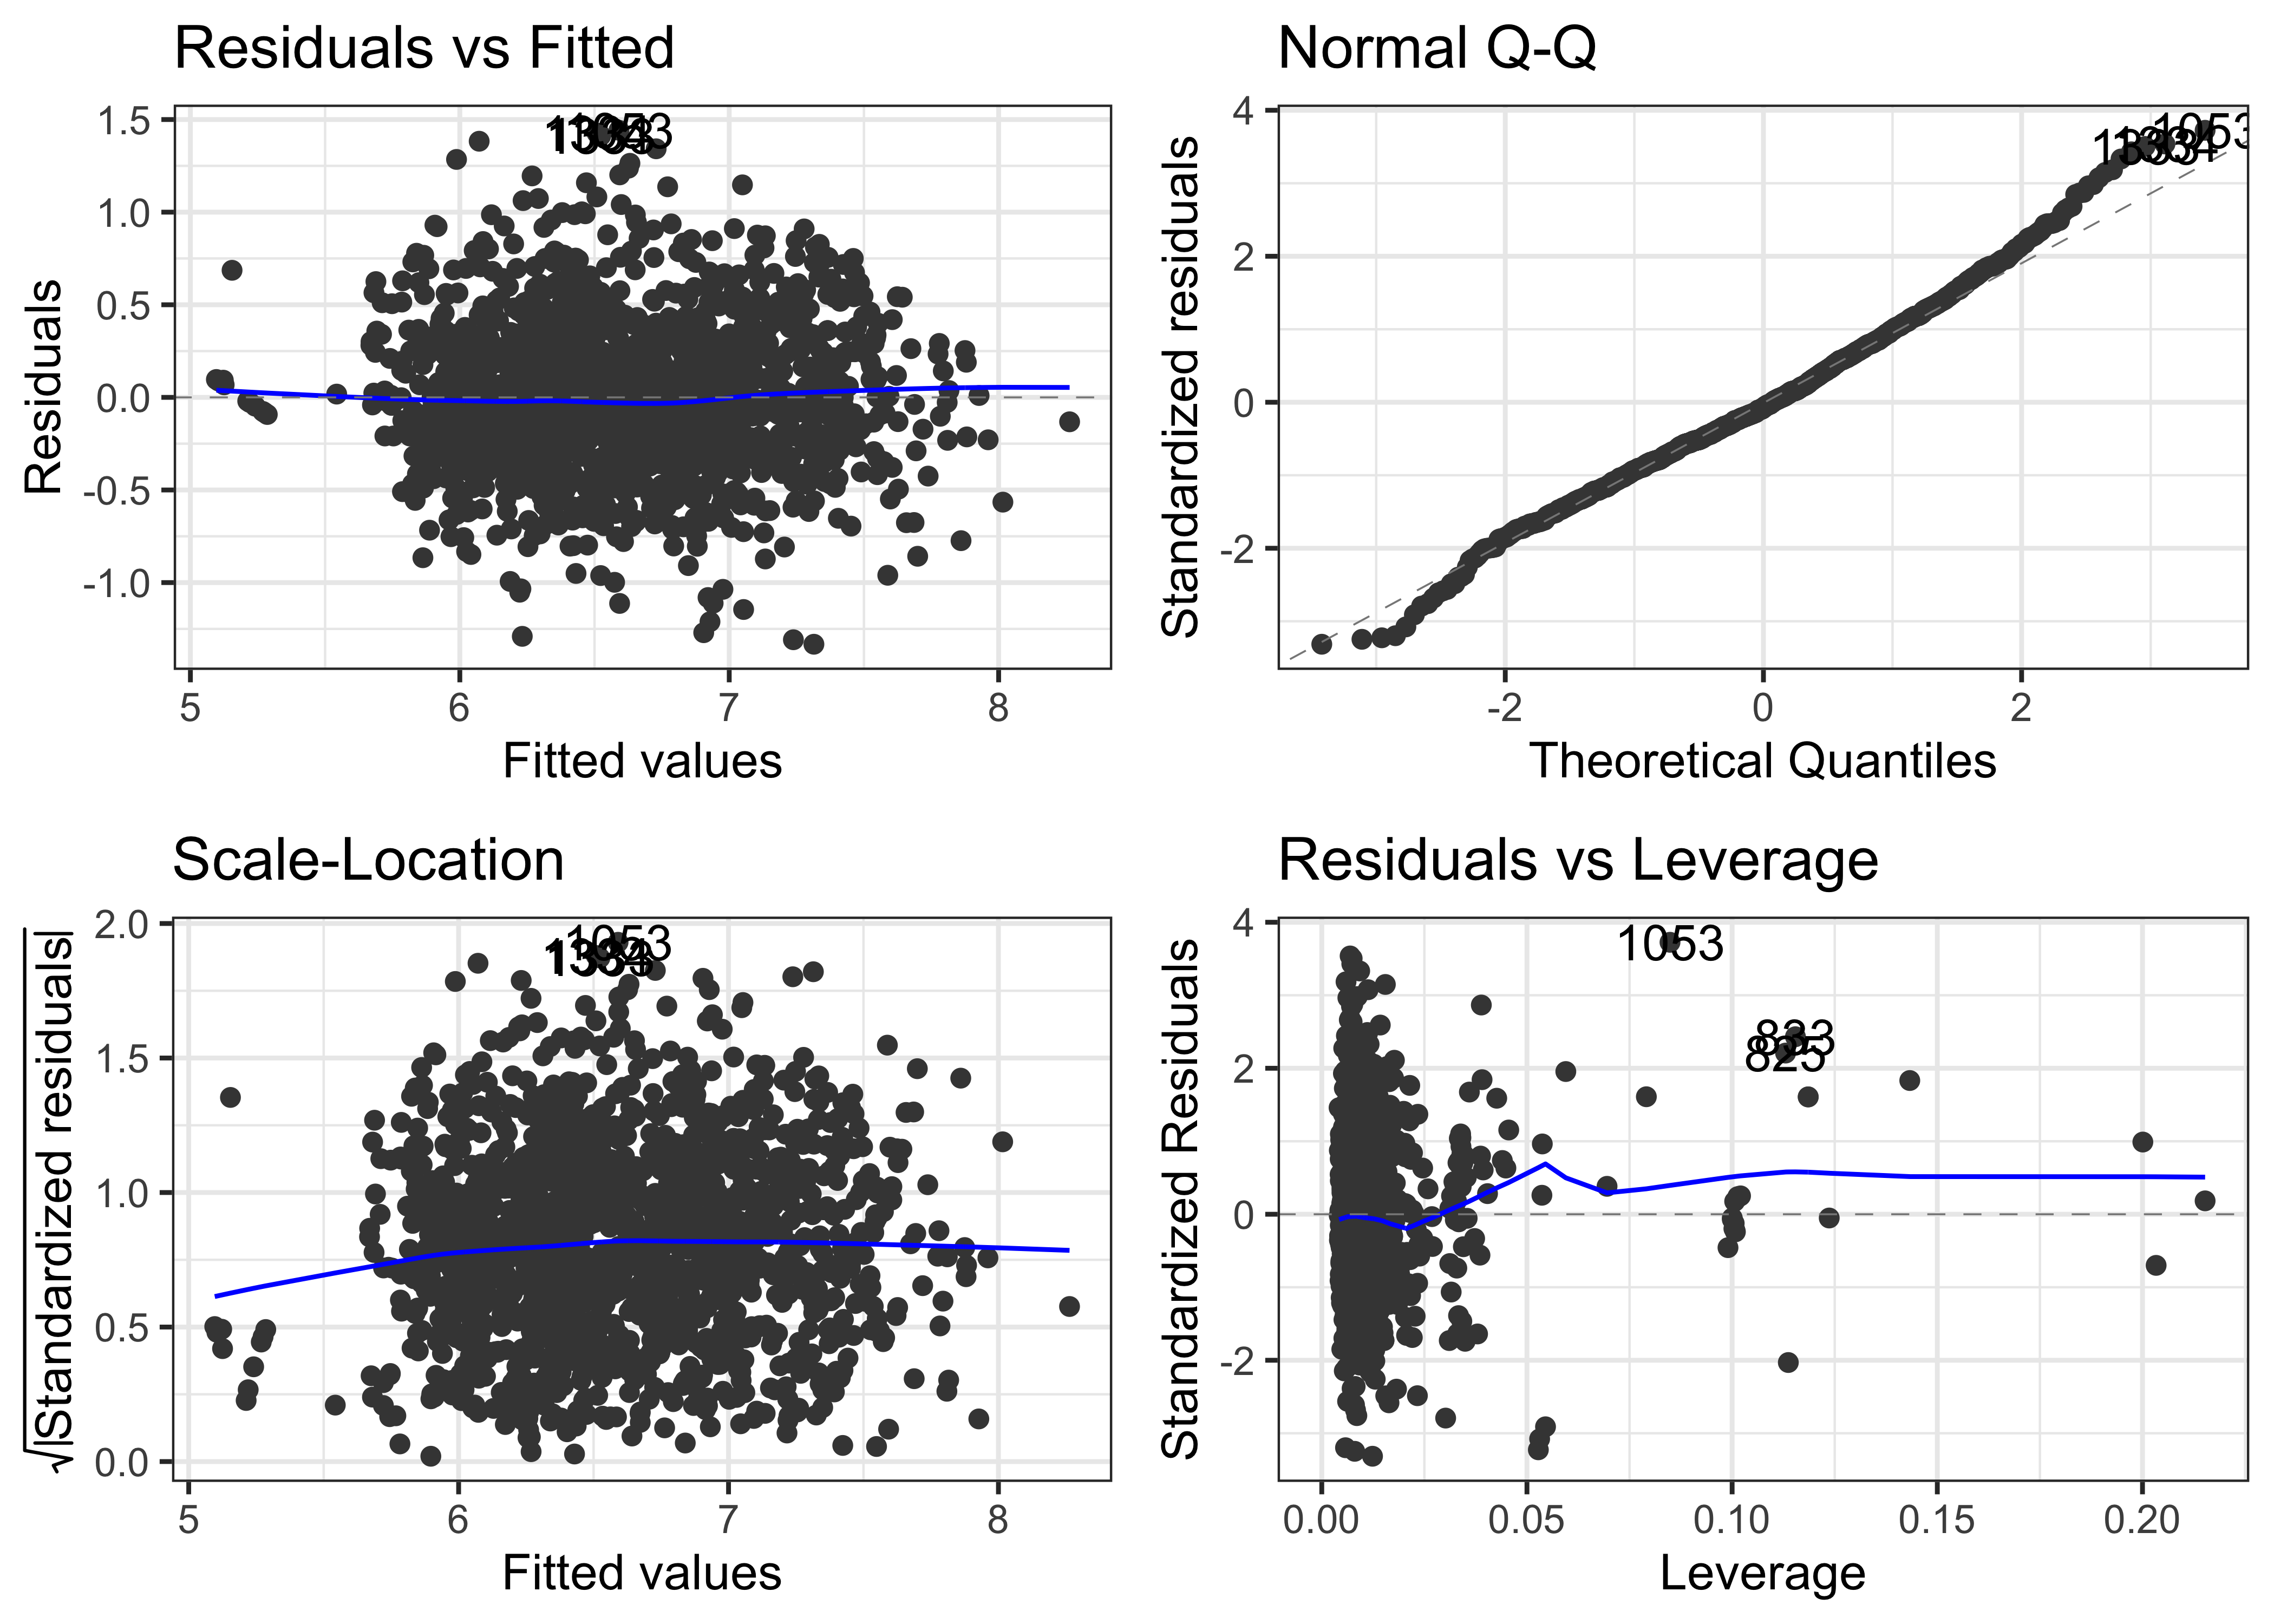 Residuals vs Fitted
1.5
1.0
0.5
0.0
-0.5
-1.0
Residuals
5 6 7 8
Fitted values
Normal Q-Q
1053
4
2
0
-2
Standardized residuals
-2 0 2
Theoretical Quantiles
Scale-Location
1053
2.0
1.5
1.0
0.5
0.0
√|Standardized residuals|
5 6 7 8
Fitted values
Residuals vs Leverage
4
2
0
-2
1053
825
Standardized Residuals
0.00 0.05 0.10 0.15 0.20
Leverage